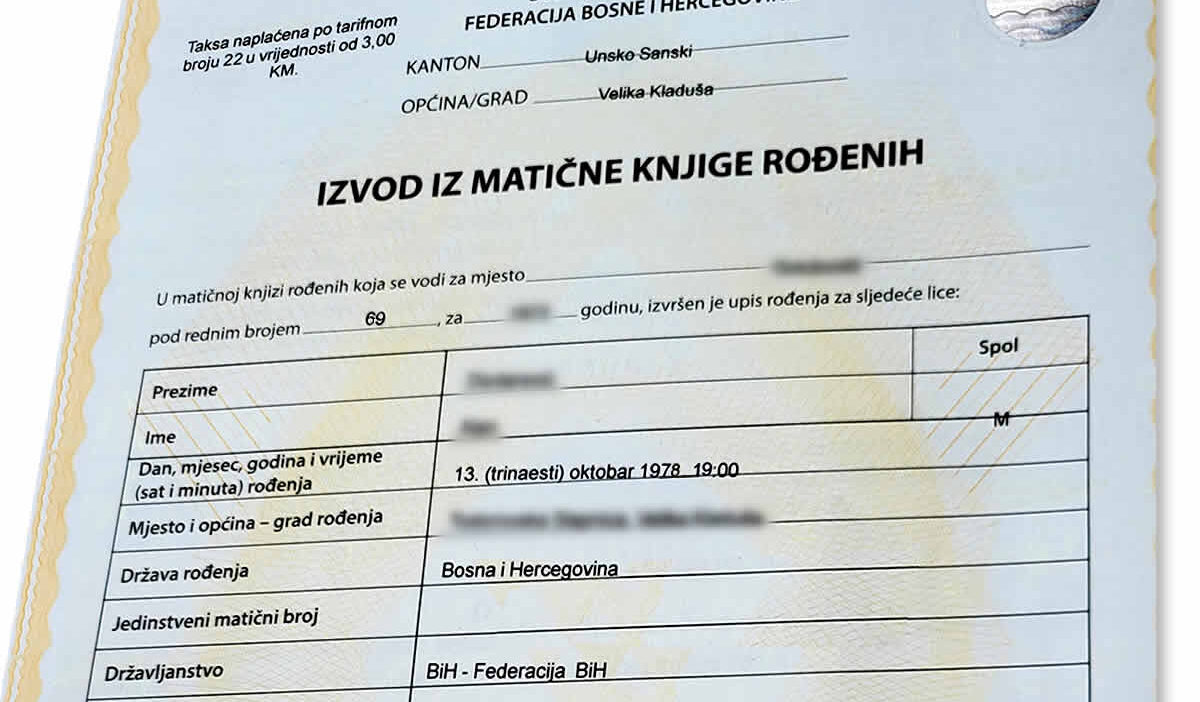 Taksa naplaćena po tarifnom
broju 22 u vrijednosti od 3,00
KM.
FEDERACIJA BOSNE I HERCEGOVINE
KANTON Unsko Sanski
OPĆINA/GRAD Velika Kladuša
IZVOD IZ MATIČNE KNJIGE ROĐENIH
U matičnoj knjizi rođenih koja se vodi za mjesto
pod rednim brojem 69, za godinu, izvršen je upis rođenja za sljedeće lice:
Prezime Spol
Ime M
Dan, mjesec, godina i vrijeme
(sat i minuta) rođenja 13. (trinaesti) oktobar 1978 19:00
Mjesto i općina – grad rođenja
Država rođenja Bosna i Hercegovina
Jedinstveni matični broj
Državljanstvo BiH - Federacija BiH